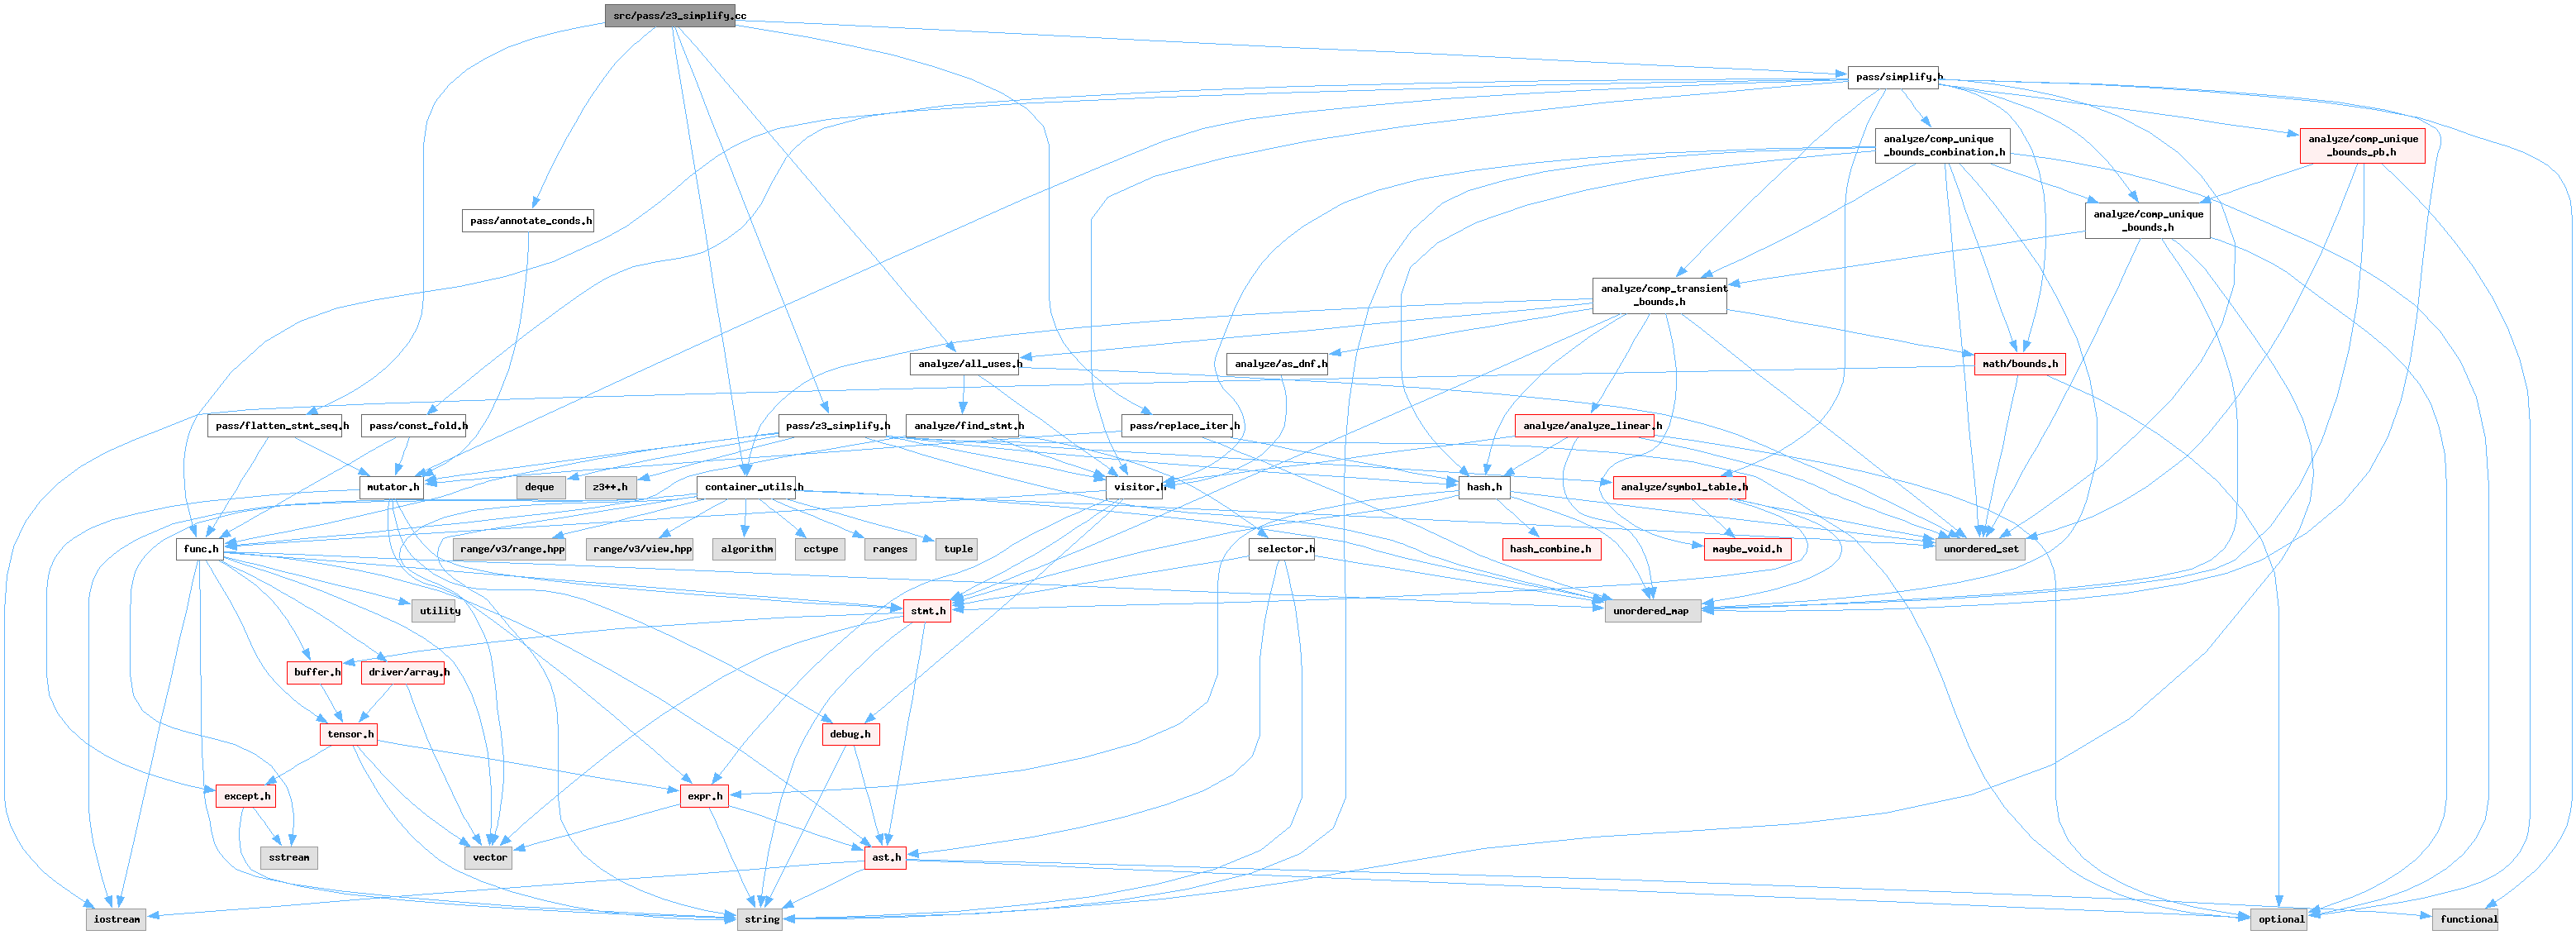 src/pass/z3_simplify.cc
pass/simplify.h
analyze/comp_unique
_bounds_combination.h
analyze/comp_unique
_bounds_pb.h
pass/annotate_conds.h
analyze/comp_unique
_bounds.h
analyze/comp_transient
_bounds.h
analyze/all_uses.h
analyze/as_dnf.h
math/bounds.h
pass/flatten_stmt_seq.h
pass/const_fold.h
pass/z3_simplify.h
analyze/find_stmt.h
pass/replace_iter.h
analyze/analyze_linear.h
mutator.h
deque
z3++.h
container_utils.h
visitor.h
hash.h
analyze/symbol_table.h
func.h
range/v3/range.hpp
range/v3/view.hpp
algorithm
cctype
ranges
tuple
selector.h
hash_combine.h
maybe_void.h
unordered_set
utility
stmt.h
unordered_map
buffer.h
driver/array.h
tensor.h
debug.h
except.h
expr.h
sstream
vector
ast.h
iostream
string
optional
functional